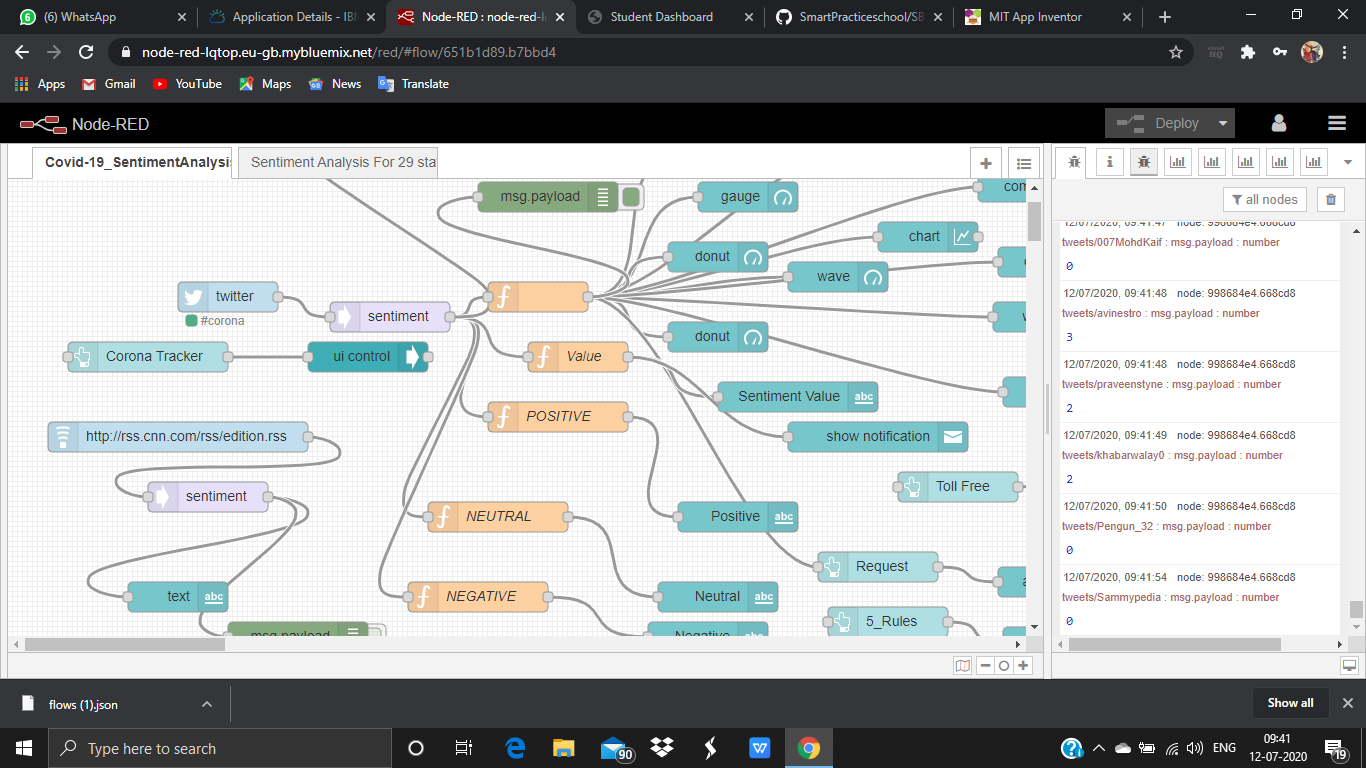 (6) WhatsApp
Application Details - IBM
Node-RED : node-red-l
Student Dashboard
SmartPracticeschool/SB
MIT App Inventor
node-red-lqtop.eu-gb.mybluemix.net/red/#flow/651b1d89.b7bbd4
Apps
Gmail
YouTube
Maps
News
Translate
Node-RED
Deploy
Covid-19_SentimentAnalysis
Sentiment Analysis For 29 sta
all nodes
msg.payload
gauge
com
chart
donut
wave
twitter
#corona
sentiment
Corona Tracker
ui control
Value
donut
Sentiment Value abc
POSITIVE
show notification
http://rss.cnn.com/rss/edition.rss
sentiment
Toll Free
NEUTRAL
Positive abc
Request
text abc
NEGATIVE
Neutral abc
5_Rules
msg.payload
Negative abc
12/07/2020, 09:41:47 node: 998684e4.668cd8
tweets/007MohdKaif : msg.payload : number
0
12/07/2020, 09:41:48 node: 998684e4.668cd8
tweets/avinestro : msg.payload : number
3
12/07/2020, 09:41:48 node: 998684e4.668cd8
tweets/praveenstyne : msg.payload : number
2
12/07/2020, 09:41:49 node: 998684e4.668cd8
tweets/khabarwalay0 : msg.payload : number
2
12/07/2020, 09:41:50 node: 998684e4.668cd8
tweets/Pengun_32 : msg.payload : number
0
12/07/2020, 09:41:54 node: 998684e4.668cd8
tweets/Sammypedia : msg.payload : number
0
flows (1).json
Show all
Type here to search
90
ENG
09:41
12-07-2020
19